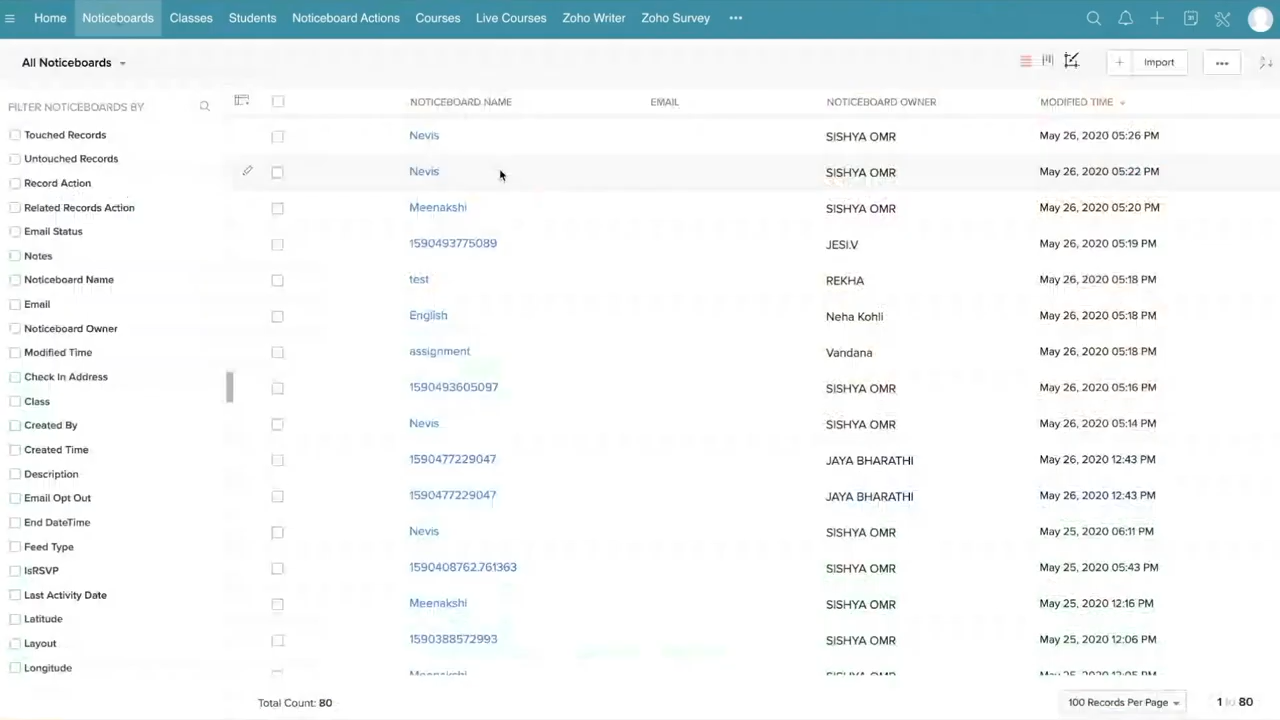 Home Noticeboards Classes Students Noticeboard Actions Courses Live Courses Zoho Writer Zoho Survey
All Noticeboards
Import
FILTER NOTICEBOARDS BY
Touched Records
Untouched Records
Record Action
Related Records Action
Email Status
Notes
Noticeboard Name
Email
Noticeboard Owner
Modified Time
Check In Address
Class
Created By
Created Time
Description
Email Opt Out
End DateTime
Feed Type
IsRSVP
Last Activity Date
Latitude
Layout
Longitude
NOTICEBOARD NAME EMAIL NOTICEBOARD OWNER MODIFIED TIME
Nevis SISHYA OMR May 26, 2020 05:26 PM
Nevis SISHYA OMR May 26, 2020 05:22 PM
Meenakshi SISHYA OMR May 26, 2020 05:20 PM
1590493775089 JESI.V May 26, 2020 05:19 PM
test REKHA May 26, 2020 05:18 PM
English Neha Kohli May 26, 2020 05:18 PM
assignment Vandana May 26, 2020 05:18 PM
1590493605097 SISHYA OMR May 26, 2020 05:16 PM
Nevis SISHYA OMR May 26, 2020 05:14 PM
1590477229047 JAYA BHARATHI May 26, 2020 12:43 PM
1590477229047 JAYA BHARATHI May 26, 2020 12:43 PM
Nevis SISHYA OMR May 25, 2020 06:11 PM
1590408762.761363 SISHYA OMR May 25, 2020 05:43 PM
Meenakshi SISHYA OMR May 25, 2020 12:16 PM
1590388572993 SISHYA OMR May 25, 2020 12:06 PM
Meenakshi SISHYA OMR May 25, 2020 12:05 PM
Total Count: 80 100 Records Per Page 1 to 80